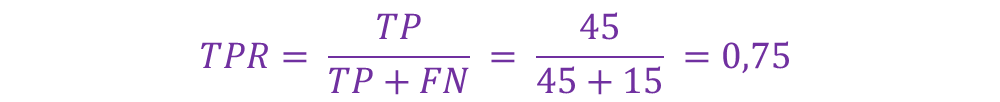 TPR = TP / (TP + FN) = 45 / (45 + 15) = 0,75